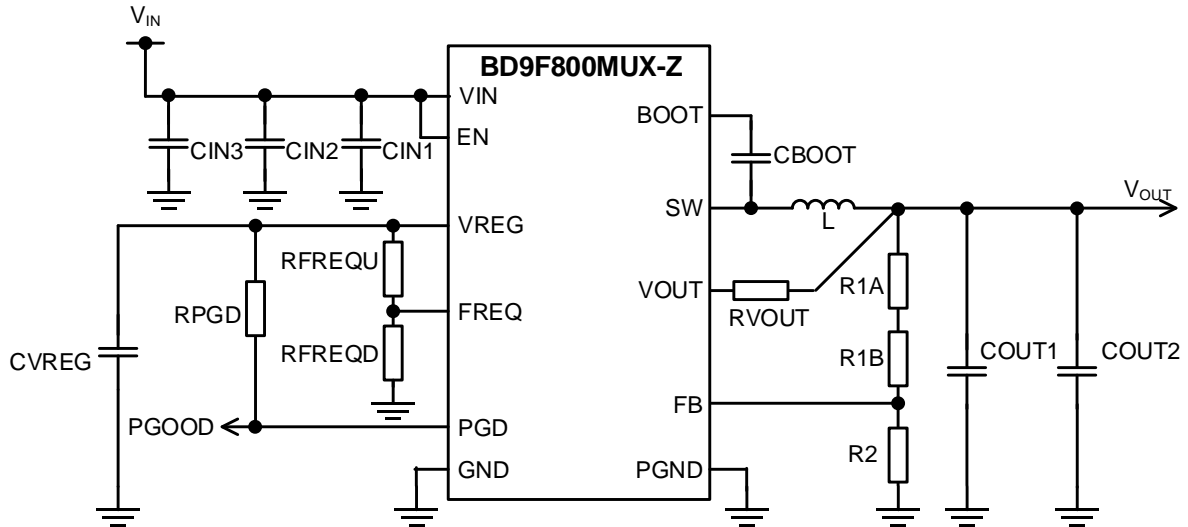 VIN
BD9F800MUX-Z
VIN
BOOT
EN
CIN3
CIN2
CIN1
CBOOT
VOUT
SW
L
VREG
RFREQU
VOUT
RVOUT
R1A
RPGD
FREQ
RFREQD
R1B
COUT1
COUT2
CVREG
FB
PGOOD
PGD
R2
GND
PGND